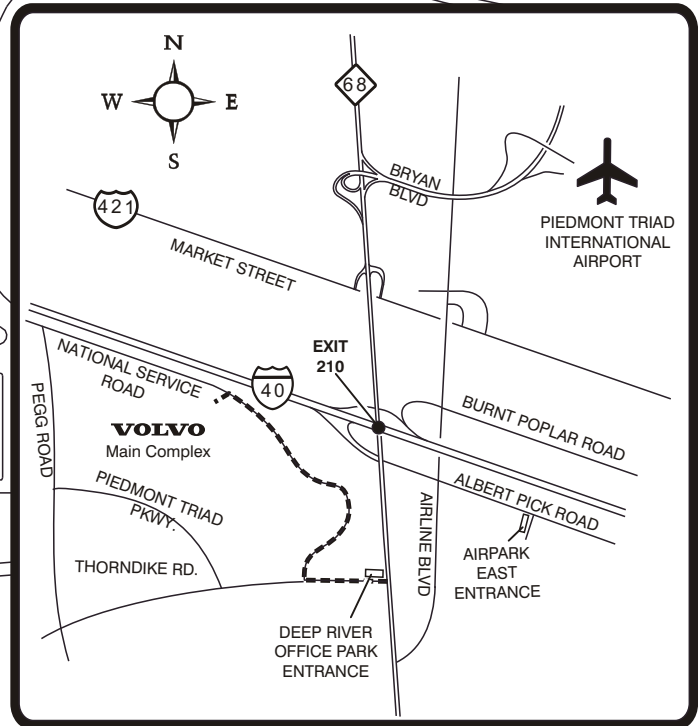 N
W E
S
68
BRYAN
BLVD
421
MARKET STREET
PIEDMONT TRIAD
INTERNATIONAL
AIRPORT
EXIT
210
NATIONAL SERVICE
ROAD
40
PEGG ROAD
VOLVO
Main Complex
BURNT POPLAR ROAD
ALBERT PICK ROAD
PIEDMONT TRIAD
PKWY.
AIRLINE BLVD
AIRPARK
EAST
ENTRANCE
THORNDIKE RD.
DEEP RIVER
OFFICE PARK
ENTRANCE